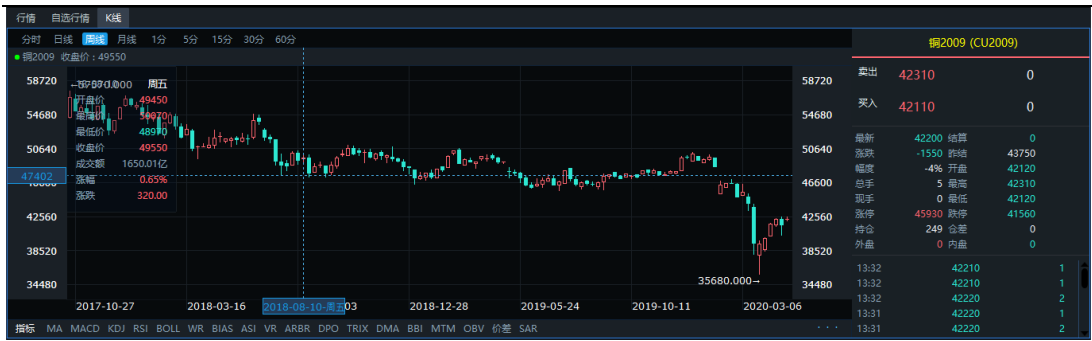 行情 自选行情 K线
分时 日线 周线 月线 1分 5分 15分 30分 60分
铜2009 收盘价 : 49550
铜2009 (CU2009)
58720 周五 58720
开盘价 49450
54680 54680
最低价 48970
50640 收盘价 49550 50640
成交额 1650.01亿
47402
涨幅 0.65%
46600
涨跌 320.00
42560 42560
38520 38520
35680.000→
34480 34480
2017-10-27 2018-03-16 2018-08-10-周五 03 2018-12-28 2019-05-24 2019-10-11 2020-03-06
指标 MA MACD KDJ RSI BOLL WR BIAS ASI VR ARBR DPO TRIX DMA BBI MTM OBV 价差 SAR ···
卖出 42310 0
买入 42110 0
最新 42200 结算 0
涨跌 -1550 昨结 43750
幅度 -4% 开盘 42120
总手 5 最高 42310
现手 0 最低 42120
涨停 45930 跌停 41560
持仓 249 仓差 0
外盘 0 内盘 0
13:32 42210 1
13:32 42210 1
13:32 42220 2
13:31 42220 1
13:31 42220 2